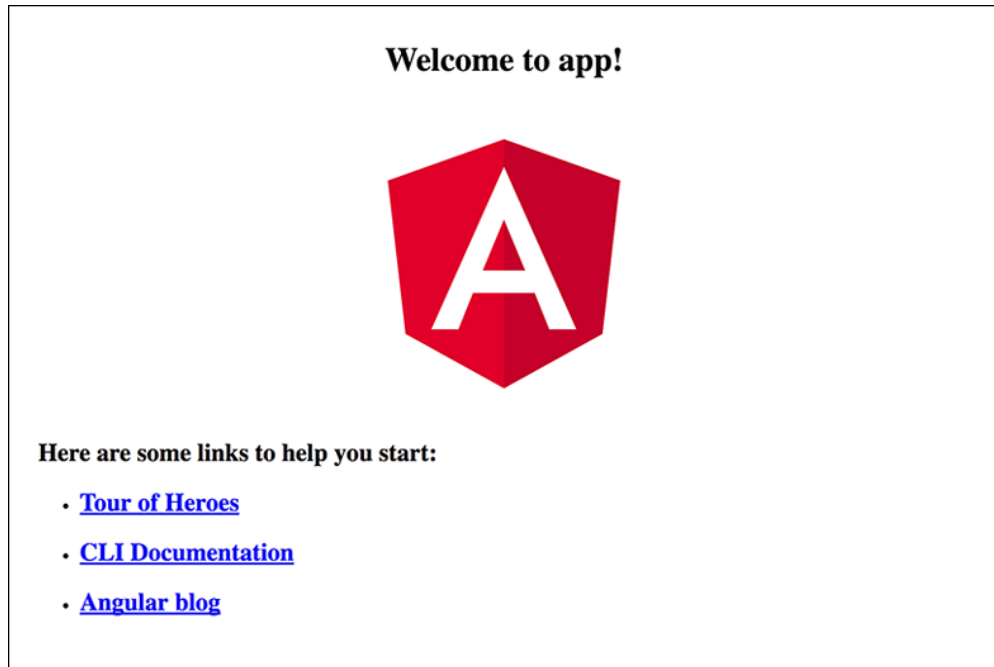 Welcome to app!
A
Here are some links to help you start:
Tour of Heroes
CLI Documentation
Angular blog